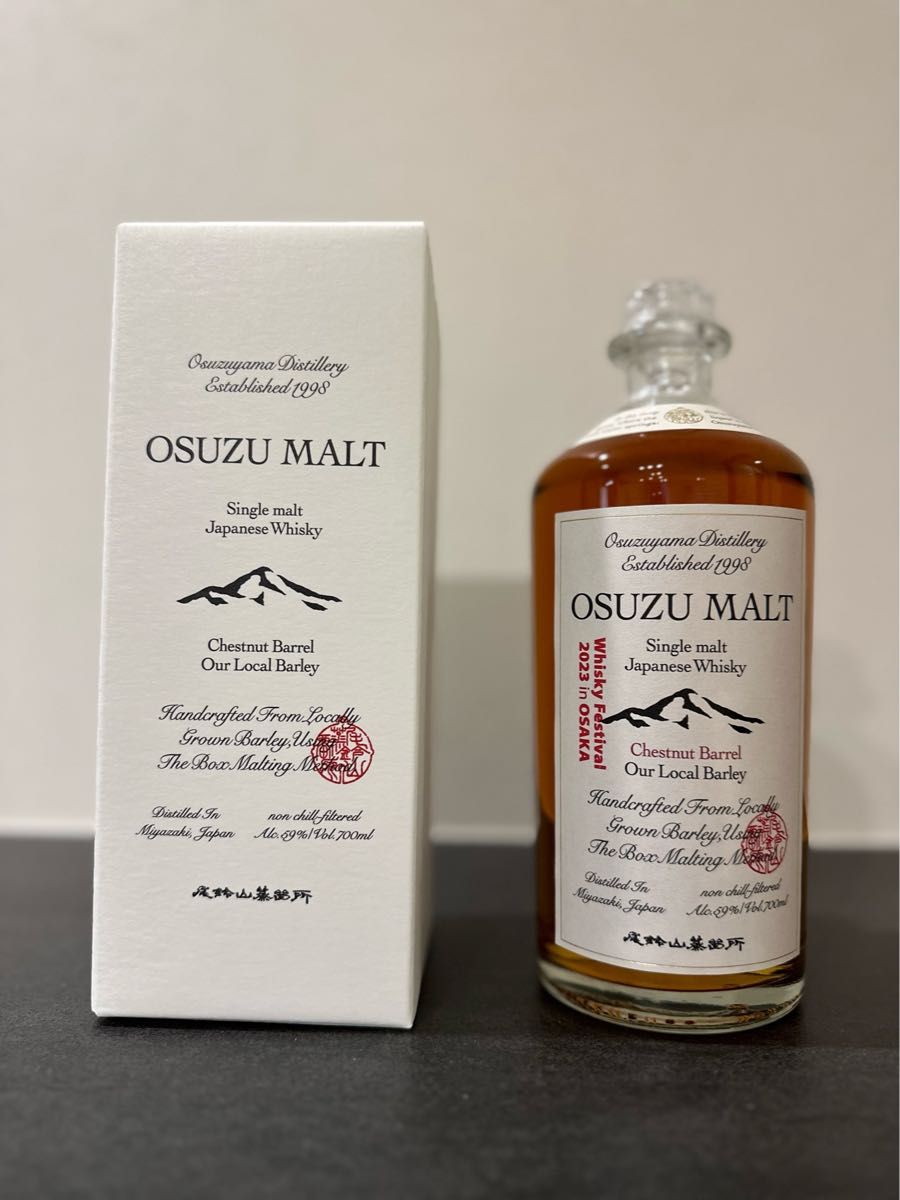 Osuzuyama Distillery
Established 1998
OSUZU MALT
Single malt
Japanese Whisky
Chestnut Barrel
Our Local Barley
Handcrafted From Locally
Grown Barley, Using
The Box Malting Method
Distilled In
Miyazaki, Japan
non chill-filtered
Alc.59%/Vol.700ml
尾鈴山蒸留所
Osuzuyama Distillery
Established 1998
OSUZU MALT
Single malt
Japanese Whisky
Whisky Festival
2023 in OSAKA
Chestnut Barrel
Our Local Barley
Handcrafted From Locally
Grown Barley, Using
The Box Malting Method
Distilled In
Miyazaki, Japan
non chill-filtered
Alc.59%/Vol.700ml
尾鈴山蒸留所